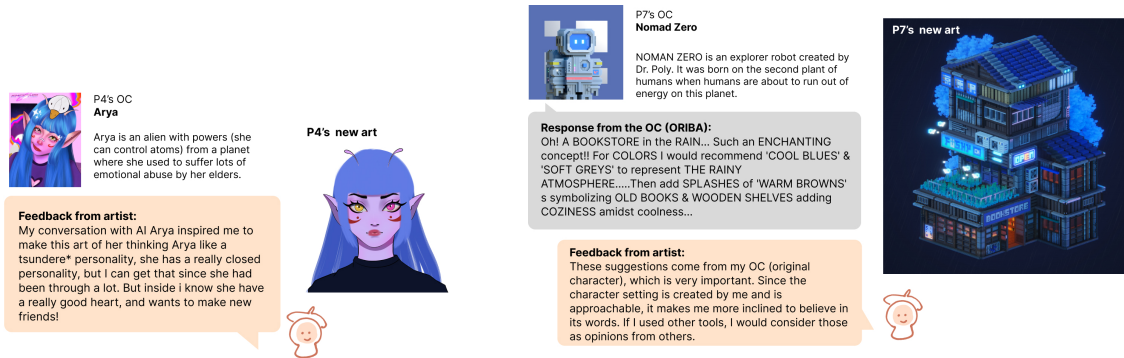 P4's OC
Arya
Arya is an alien with powers (she
can control atoms) from a planet
where she used to suffer lots of
emotional abuse by her elders.
Feedback from artist:
My conversation with AI Arya inspired me to
make this art of her thinking Arya like a
tsundere* personality, she has a really closed
personality, but I can get that since she had
been through a lot. But inside i know she have
a really good heart, and wants to make new
friends!
P4's new art
P7's OC
Nomad Zero
NOMAN ZERO is an explorer robot created by
Dr. Poly. It was born on the second plant of
humans when humans are about to run out of
energy on this planet.
Response from the OC (ORIBA):
Oh! A BOOKSTORE in the RAIN... Such an ENCHANTING
concept!! For COLORS I would recommend 'COOL BLUES' &
'SOFT GREYS' to represent THE RAINY
ATMOSPHERE.....Then add SPLASHES of 'WARM BROWNS'
s symbolizing OLD BOOKS & WOODEN SHELVES adding
COZINESS amidst coolness...
Feedback from artist:
These suggestions come from my OC (original
character), which is very important. Since the
character setting is created by me and is
approachable, it makes me more inclined to believe in
its words. If I used other tools, I would consider those
as opinions from others.
P7's new art
OPEN
BOOKSTORE